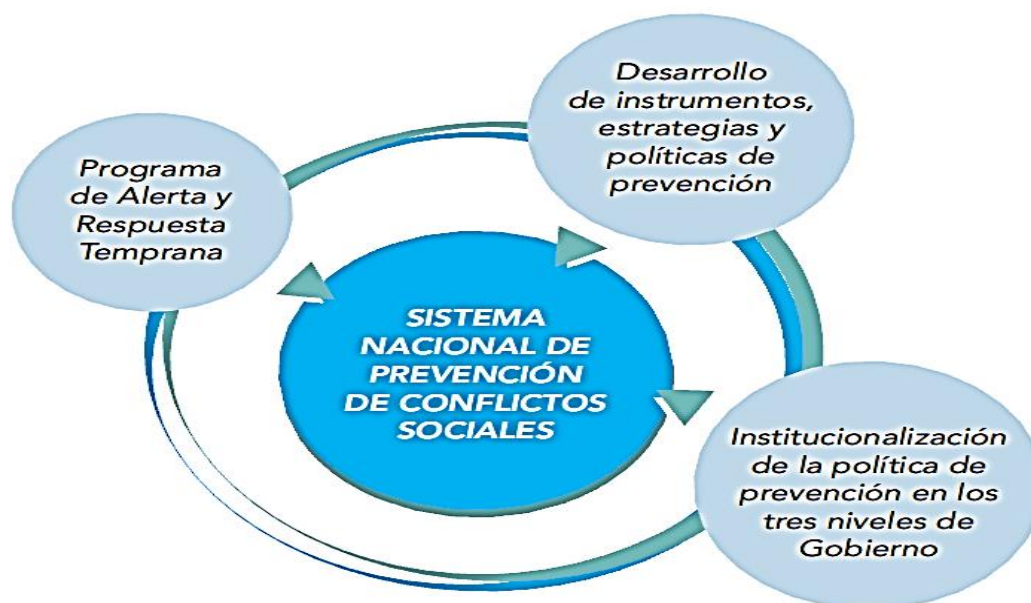 Desarrollo
de instrumentos,
estrategias y
políticas de
prevención
Programa
de Alerta y
Respuesta
Temprana
SISTEMA
NACIONAL DE
PREVENCIÓN
DE CONFLICTOS
SOCIALES
Institucionalización
de la política de
prevención en los
tres niveles de
Gobierno